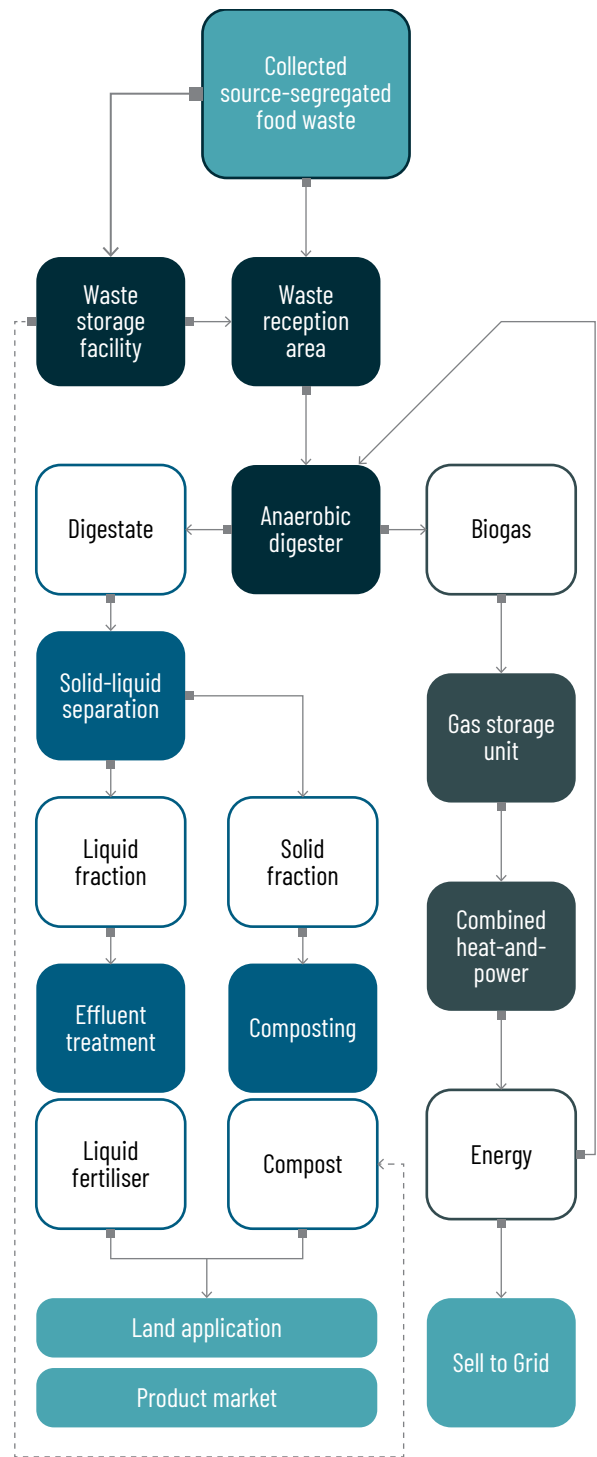 Collected
source-segregated
food waste
Waste
storage
facility
Waste
reception
area
Digestate
Anaerobic
digester
Biogas
Solid-liquid
separation
Gas storage
unit
Liquid
fraction
Solid
fraction
Combined
heat-and-
power
Effluent
treatment
Composting
Liquid
fertiliser
Compost
Energy
Land application
Product market
Sell to Grid